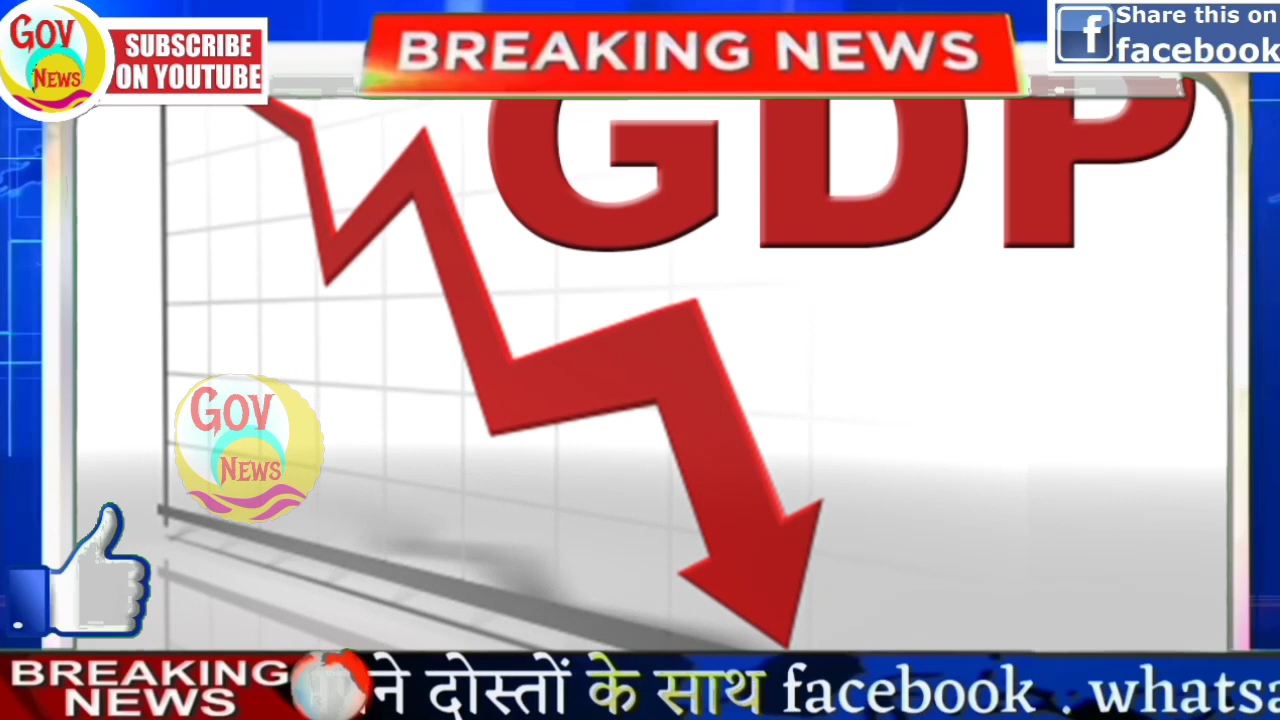 GOV
NEWS
SUBSCRIBE
ON YOUTUBE
BREAKING NEWS
f
Share this on
facebook
GDP
GOV
NEWS
BREAKING
NEWS
ने दोस्तों के साथ facebook . whatsa